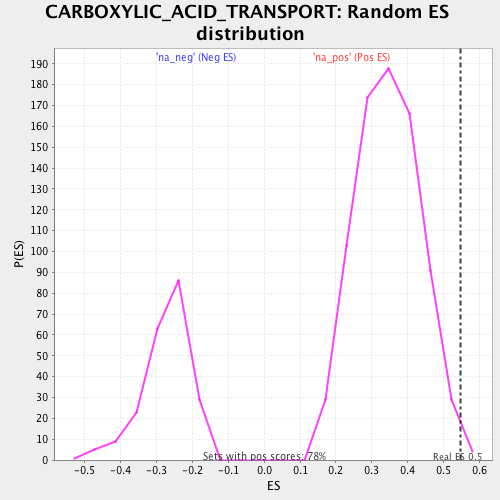 CARBOXYLIC_ACID_TRANSPORT: Random ES
distribution
'na_neg' (Neg ES) 'na_pos' (Pos ES)
P(ES)
190
180
170
160
150
140
130
120
110
100
90
80
70
60
50
40
30
20
10
0
Sets with pos scores: 78%
Real ES 0.5
-0.5 -0.4 -0.3 -0.2 -0.1 0.0 0.1 0.2 0.3 0.4 0.5 0.6
ES